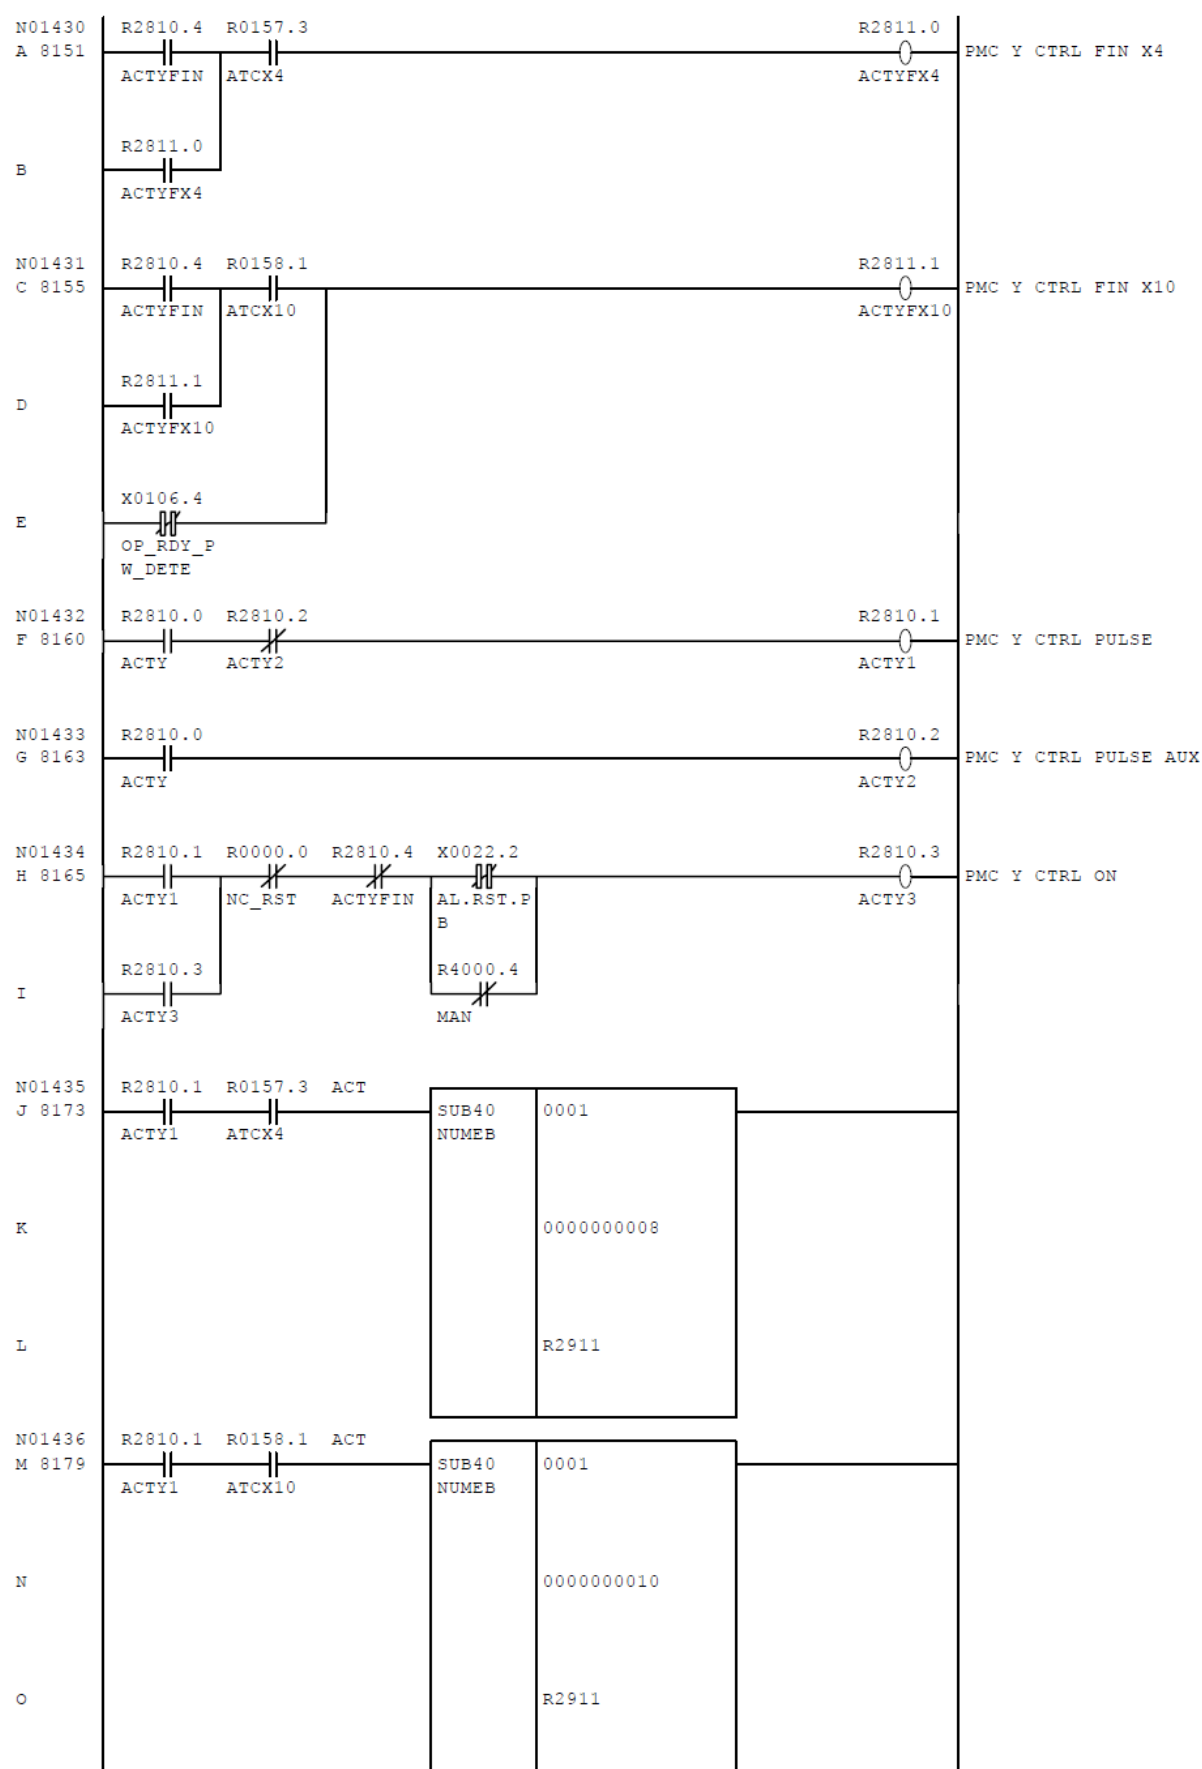 N01430 R2810.4 R0157.3 R2811.0
A 8151 PMC Y CTRL FIN X4
ACTYFIN ATCX4 ACTYFX4
R2811.0
B
ACTYFX4
N01431 R2810.4 R0158.1 R2811.1
C 8155 PMC Y CTRL FIN X10
ACTYFIN ATCX10 ACTYFX10
R2811.1
D
ACTYFX10
X0106.4
E
OP_RDY_P
W_DETE
N01432 R2810.0 R2810.2 R2810.1
F 8160 PMC Y CTRL PULSE
ACTY ACTY2 ACTY1
N01433 R2810.0 R2810.2
G 8163 PMC Y CTRL PULSE AUX
ACTY ACTY2
N01434 R2810.1 R0000.0 R2810.4 X0022.2 R2810.3
H 8165 PMC Y CTRL ON
ACTY1 NC_RST ACTYFIN AL.RST.P ACTY3
B
R2810.3 R4000.4
I
ACTY3 MAN
N01435 R2810.1 R0157.3 ACT
J 8173 SUB40 0001
ACTY1 ATCX4 NUMEB
K 0000000008
L R2911
N01436 R2810.1 R0158.1 ACT
M 8179 SUB40 0001
ACTY1 ATCX10 NUMEB
N 0000000010
O R2911